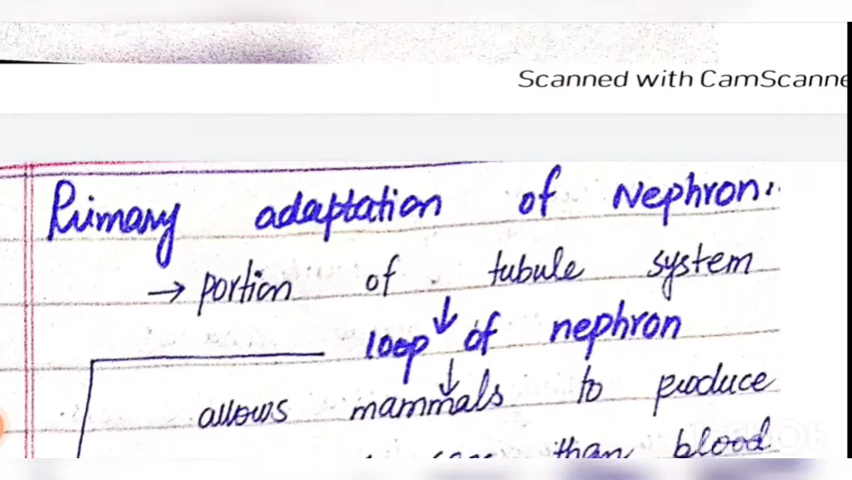 Scanned with CamScanne
Primary adaptation of Nephron:
→ portion of tubule system
↓
loop of nephron
↓
allows mammals to produce
than blood